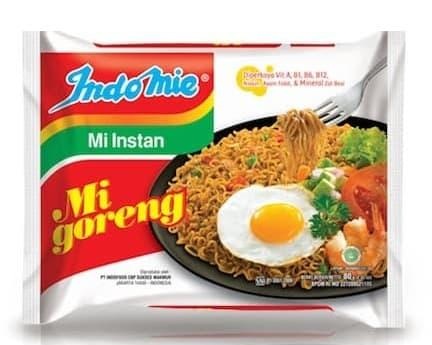 Indomie®
Diperkaya Vit A, B1, B6, B12,
Niasin, Asam Folat, & Mineral Zat Besi
Mi Instan
Mi
goreng
Diproduksi oleh:
PT INDOFOOD CBP SUKSES MAKMUR
JAKARTA - INDONESIA
SNI